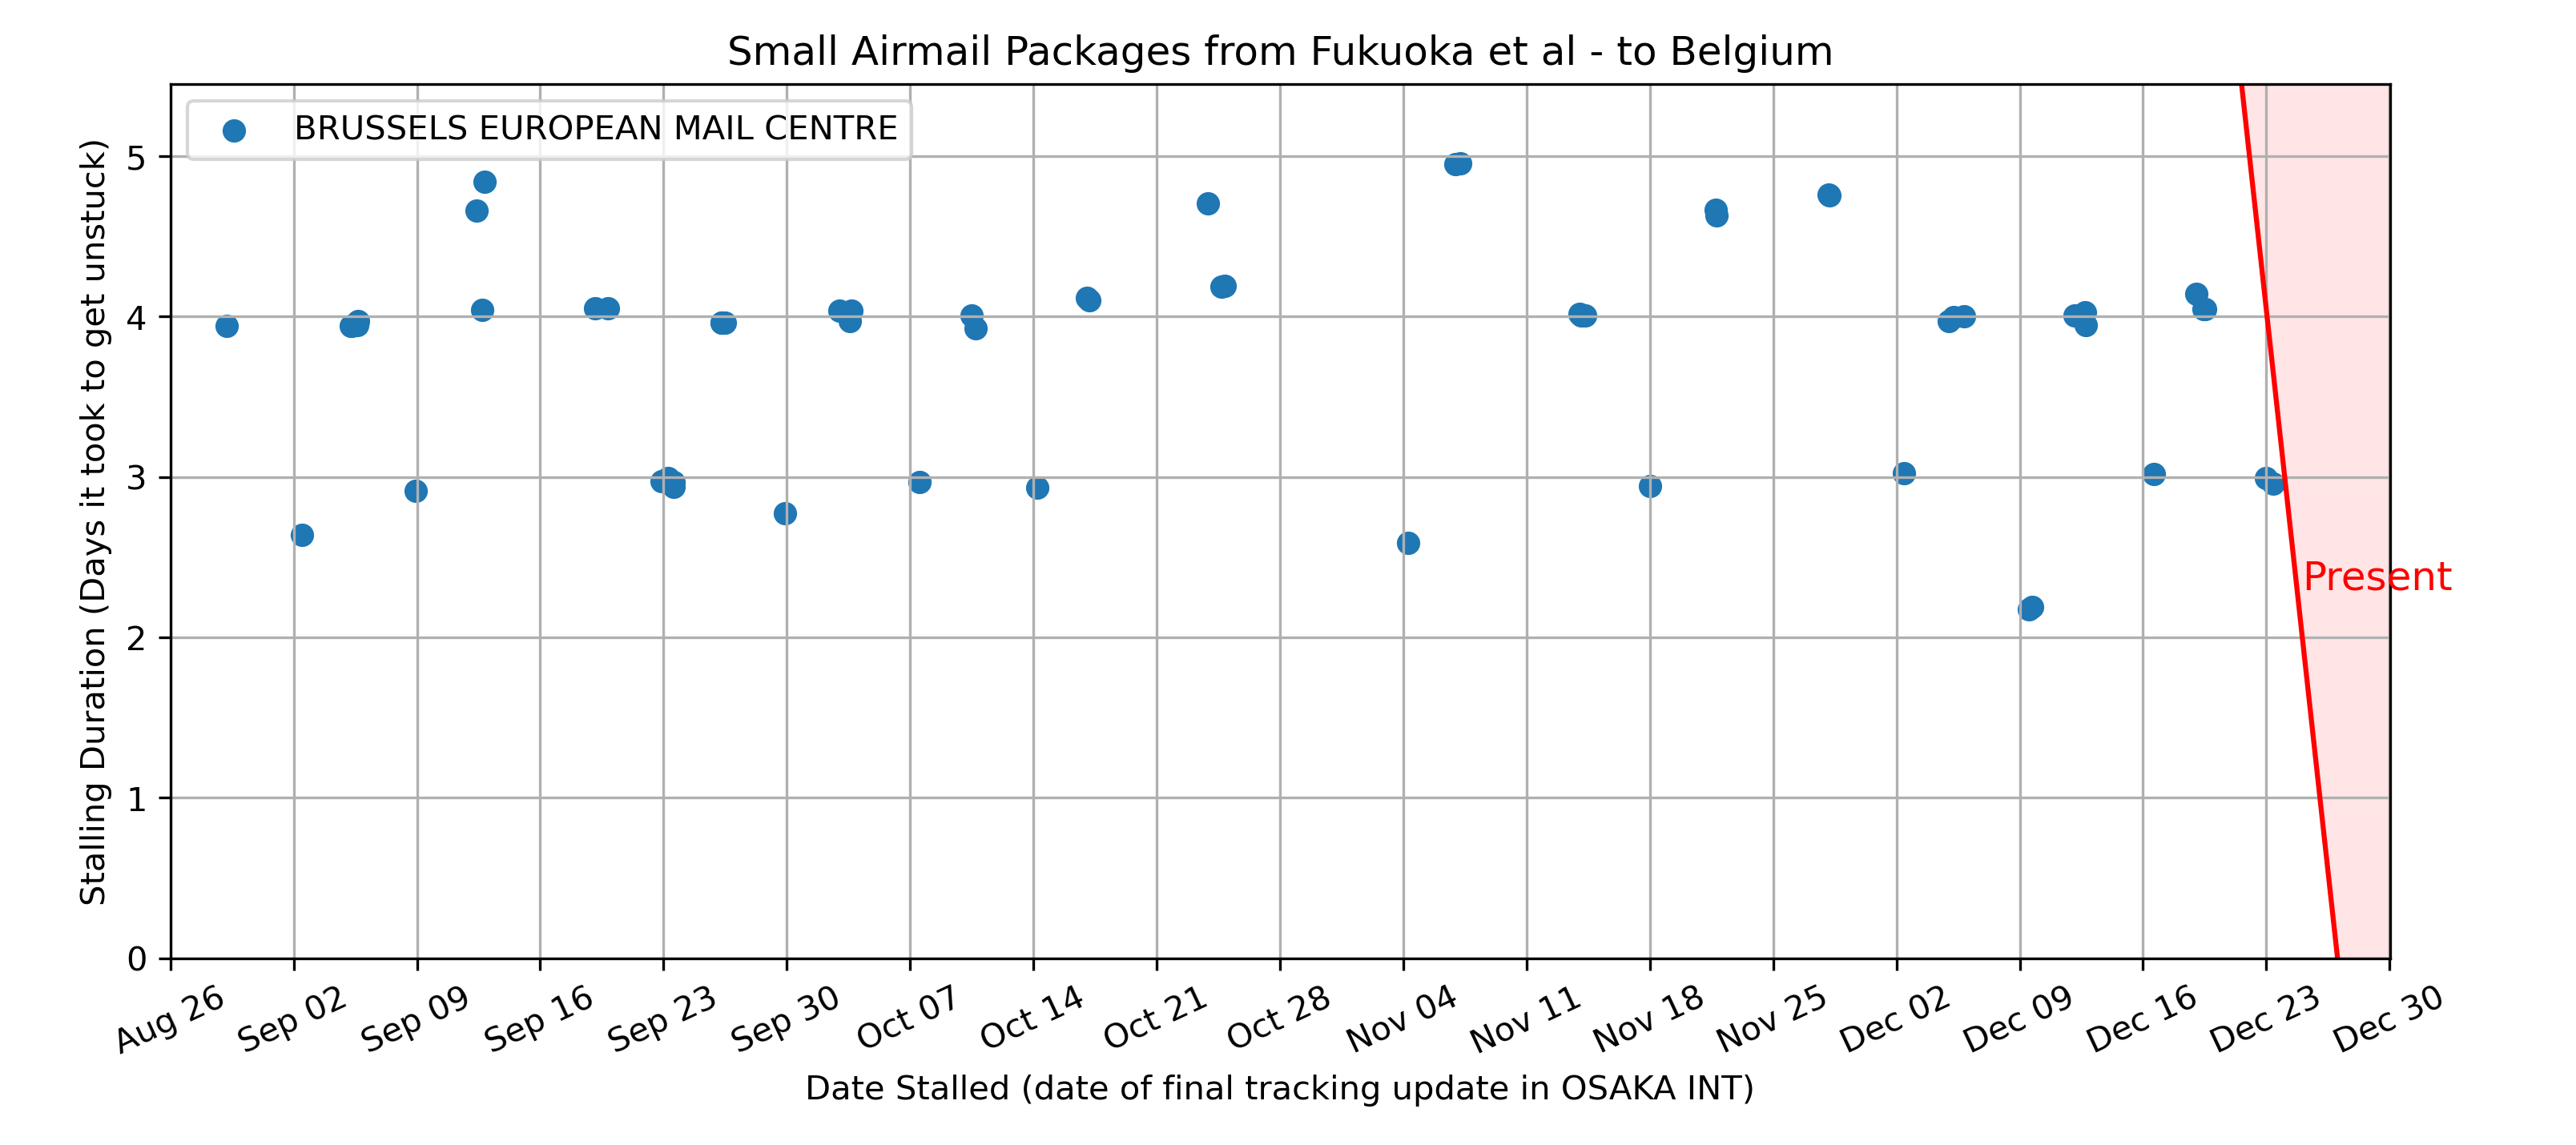 Small Airmail Packages from Fukuoka et al - to Belgium
BRUSSELS EUROPEAN MAIL CENTRE
Stalling Duration (Days it took to get unstuck)
5
4
3
2
1
0
Present
Aug 26
Sep 02
Sep 09
Sep 16
Sep 23
Sep 30
Oct 07
Oct 14
Oct 21
Oct 28
Nov 04
Nov 11
Nov 18
Nov 25
Dec 02
Dec 09
Dec 16
Dec 23
Dec 30
Date Stalled (date of final tracking update in OSAKA INT)